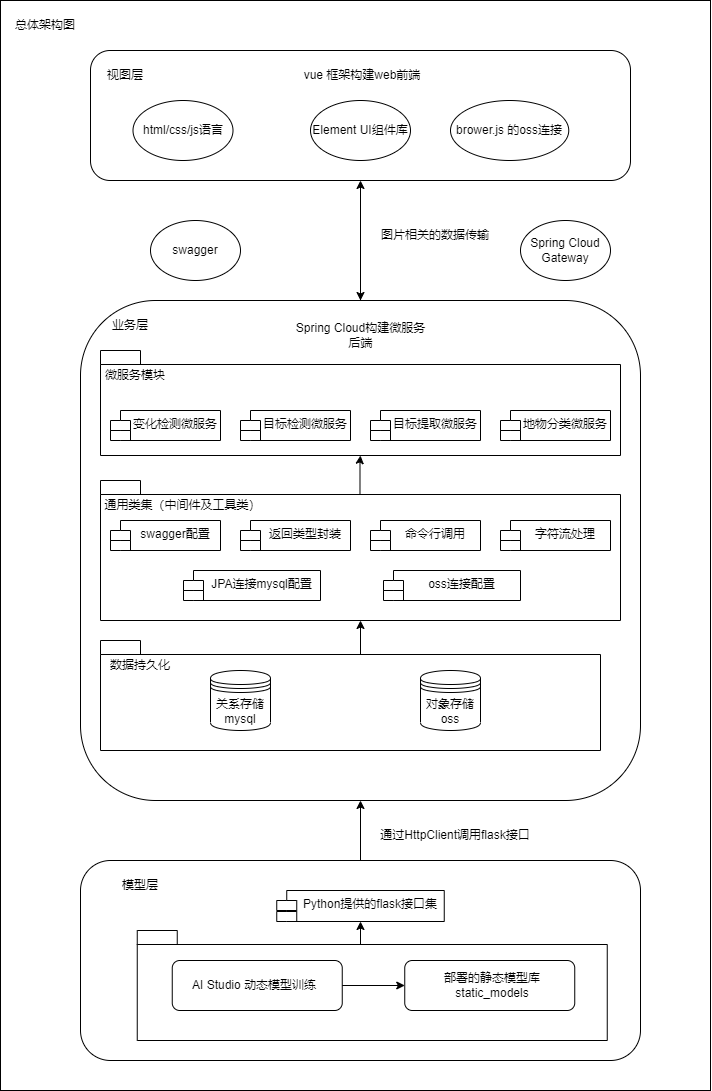 总体架构图
视图层
vue 框架构建web前端
html/css/js语言
Element UI组件库
brower.js 的oss连接
图片相关的数据传输
swagger
Spring Cloud
Gateway
业务层
Spring Cloud构建微服务
后端
微服务模块
变化检测微服务
目标检测微服务
目标提取微服务
地物分类微服务
通用类集（中间件及工具类）
swagger配置
返回类型封装
命令行调用
字符流处理
JPA连接mysql配置
oss连接配置
数据持久化
关系存储
mysql
对象存储
oss
通过HttpClient调用flask接口
模型层
Python提供的flask接口集
AI Studio 动态模型训练
部署的静态模型库
static_models